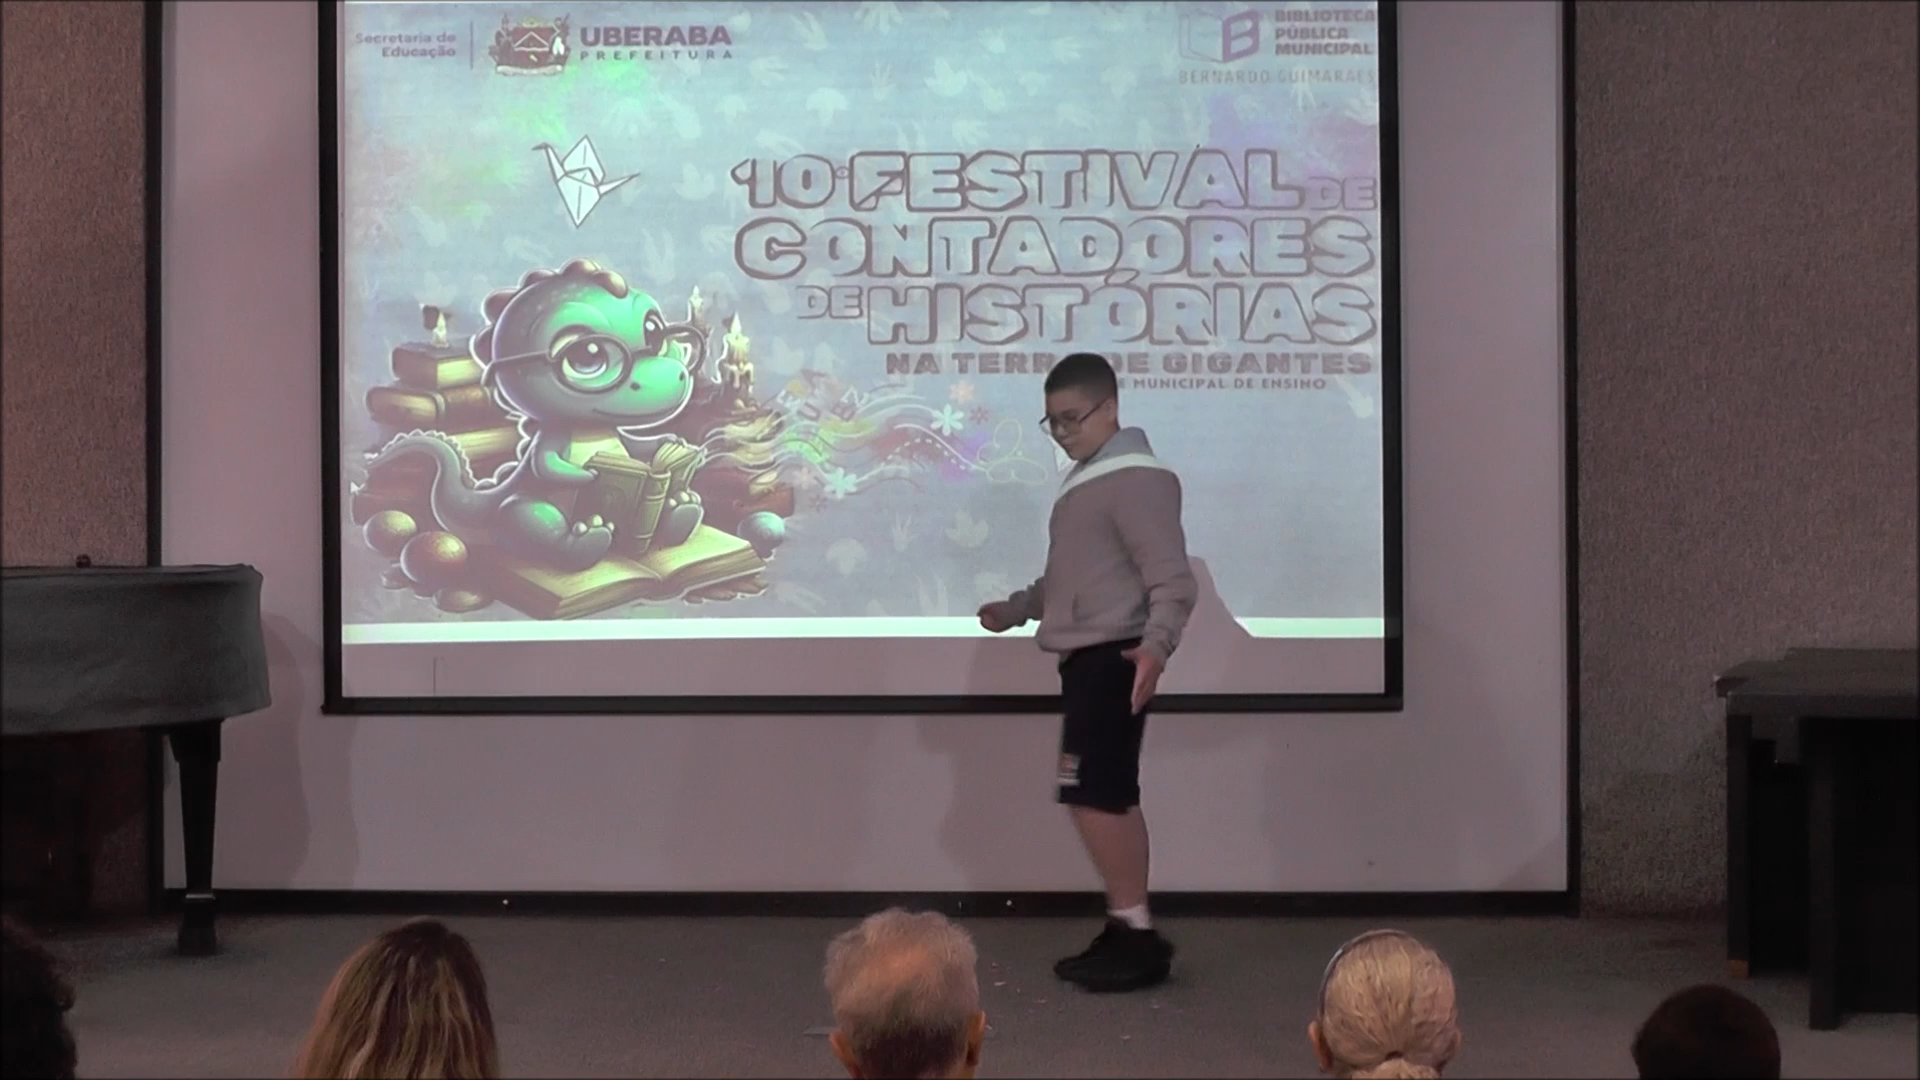 Secretaria de
Educação
UBERABA
PREFEITURA
BIBLIOTECA
PÚBLICA
MUNICIPAL
BERNARDO GUIMARÃES
10º FESTIVAL DE
CONTADORES
DE HISTÓRIAS
NA TERRA DE GIGANTES
MUNICIPAL DE ENSINO